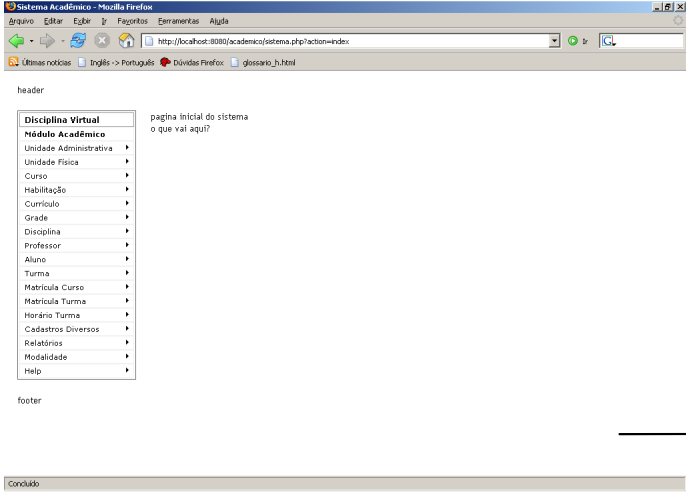 Sistema Acadêmico - Mozilla Firefox
Arquivo Editar Exibir Ir Favoritos Ferramentas Ajuda
http://localhost:8080/academico/sistema.php?action=index
Ir
G
Últimas notícias Inglês -> Português Dúvidas Firefox glossario_h.html
header
Disciplina Virtual
Módulo Acadêmico
Unidade Administrativa
Unidade Física
Curso
Habilitação
Currículo
Grade
Disciplina
Professor
Aluno
Turma
Matrícula Curso
Matrícula Turma
Horário Turma
Cadastros Diversos
Relatórios
Modalidade
Help
pagina inicial do sistema
o que vai aqui?
footer
Concluído